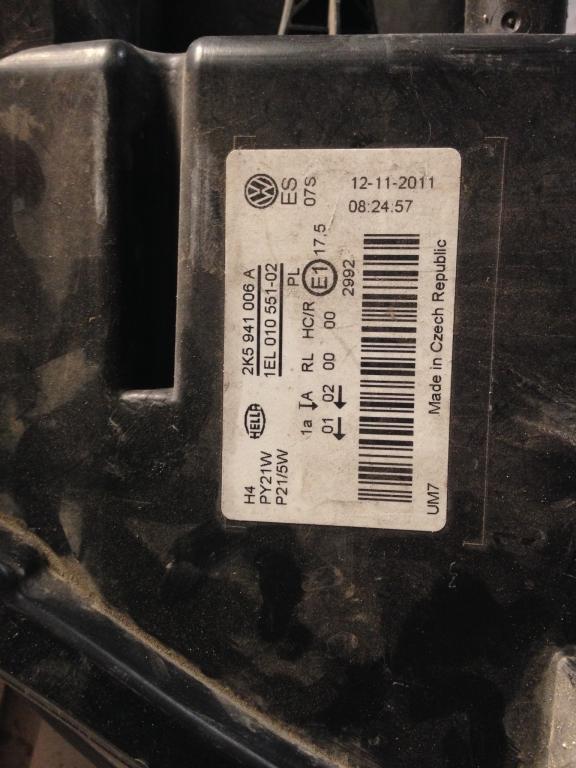 H4
PY21W
P21/5W
HELLA
2K5 941 006 A
1EL 010 551-02
ES
07S
1a A RL HC/R PL
01 02 00 00
E1
17,5
2992
12-11-2011
08:24:57
UM7
Made in Czech Republic